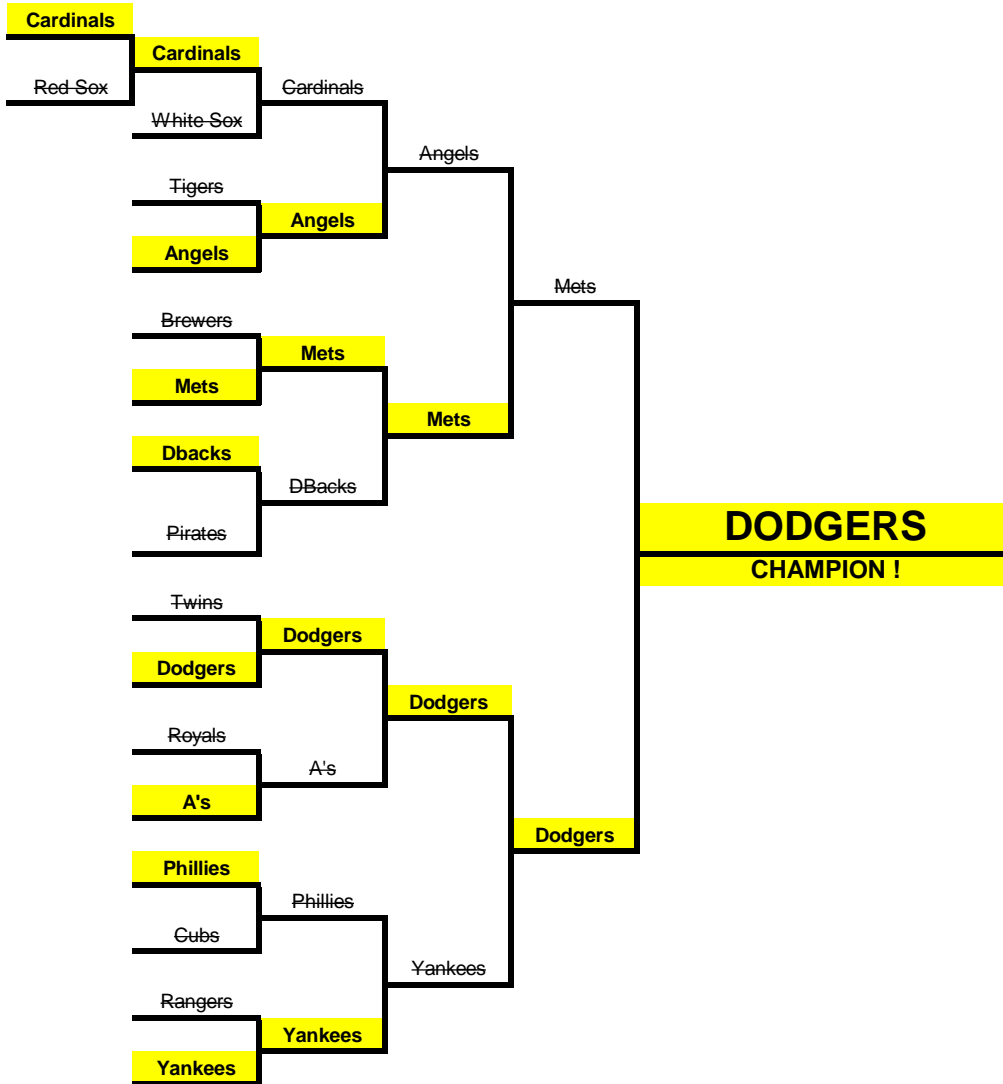 Cardinals
Cardinals
Red Sox
Cardinals
White Sox
Angels
Tigers
Angels
Angels
Mets
Brewers
Mets
Mets
Mets
Dbacks
DBacks
Pirates
DODGERS
CHAMPION !
Twins
Dodgers
Dodgers
Dodgers
Royals
A's
A's
Dodgers
Phillies
Phillies
Cubs
Yankees
Rangers
Yankees
Yankees